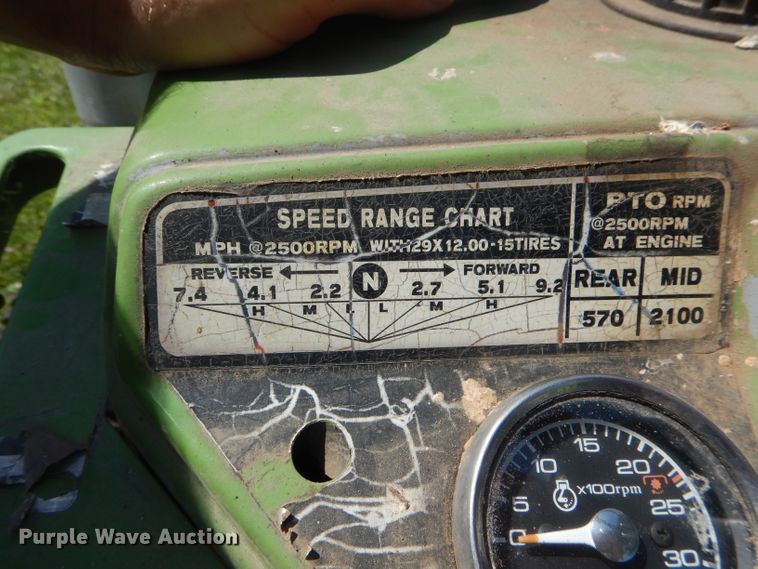 SPEED RANGE CHART
MPH @2500RPM WITH29X12.00-15TIRES
PTO RPM
@2500RPM
AT ENGINE
REVERSE N FORWARD
7.4 4.1 2.2 2.7 5.1 9.2
H M L L M H
REAR MID
570 2100
0 5 10 15 20 25 30
x100rpm
Purple Wave Auction